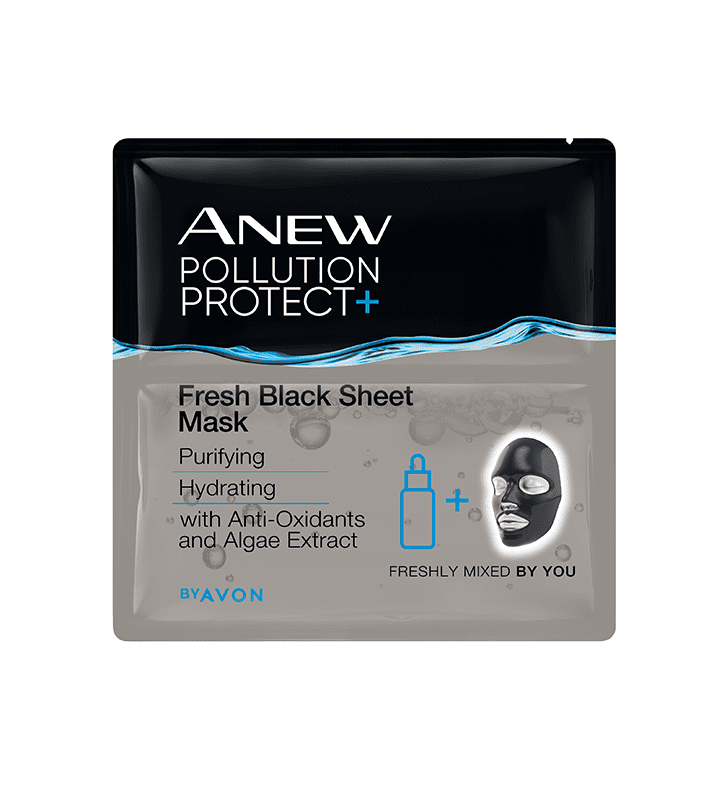 ANEW
POLLUTION
PROTECT+
Fresh Black Sheet
Mask
Purifying
Hydrating
with Anti-Oxidants
and Algae Extract
FRESHLY MIXED BY YOU
BY AVON